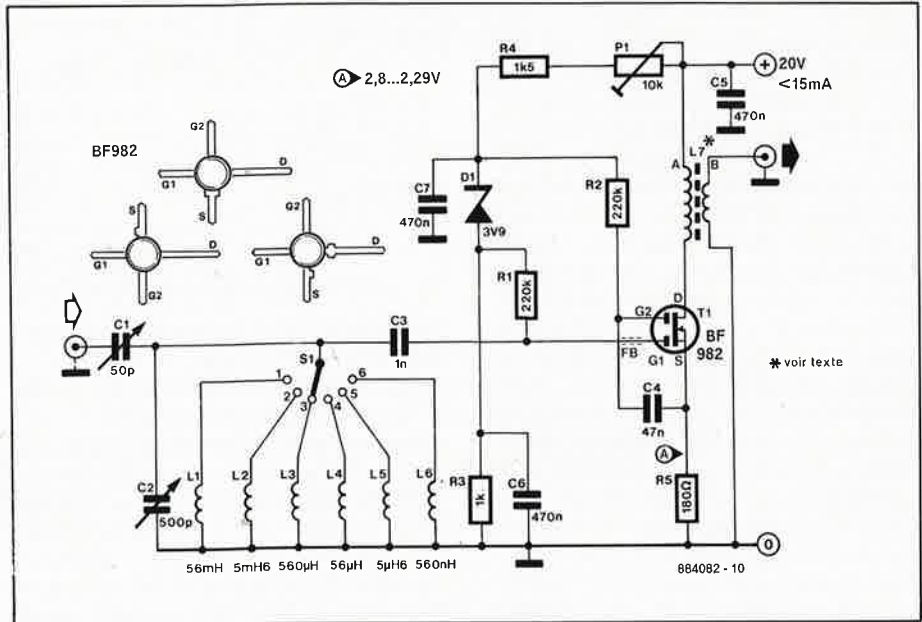 R4
1k5
P1
10k
+ 20V
<15mA
A 2,8...2,29V
C5
470n
L7*
A
B
BF982
G2
G1
D
S
S
G1
D
G2
G2
G1
D
S
C7
470n
D1
3V9
R2
220k
R1
220k
D
G2
T1
BF
982
FB
G1
S
* voir texte
C1
50p
C3
1n
S1
1
2
3
4
5
6
C4
47n
A
R5
180Ω
C2
500p
L1
L2
L3
L4
L5
L6
R3
1k
C6
470n
0
56mH
5mH6
560µH
56µH
5µH6
560nH
884082 - 10